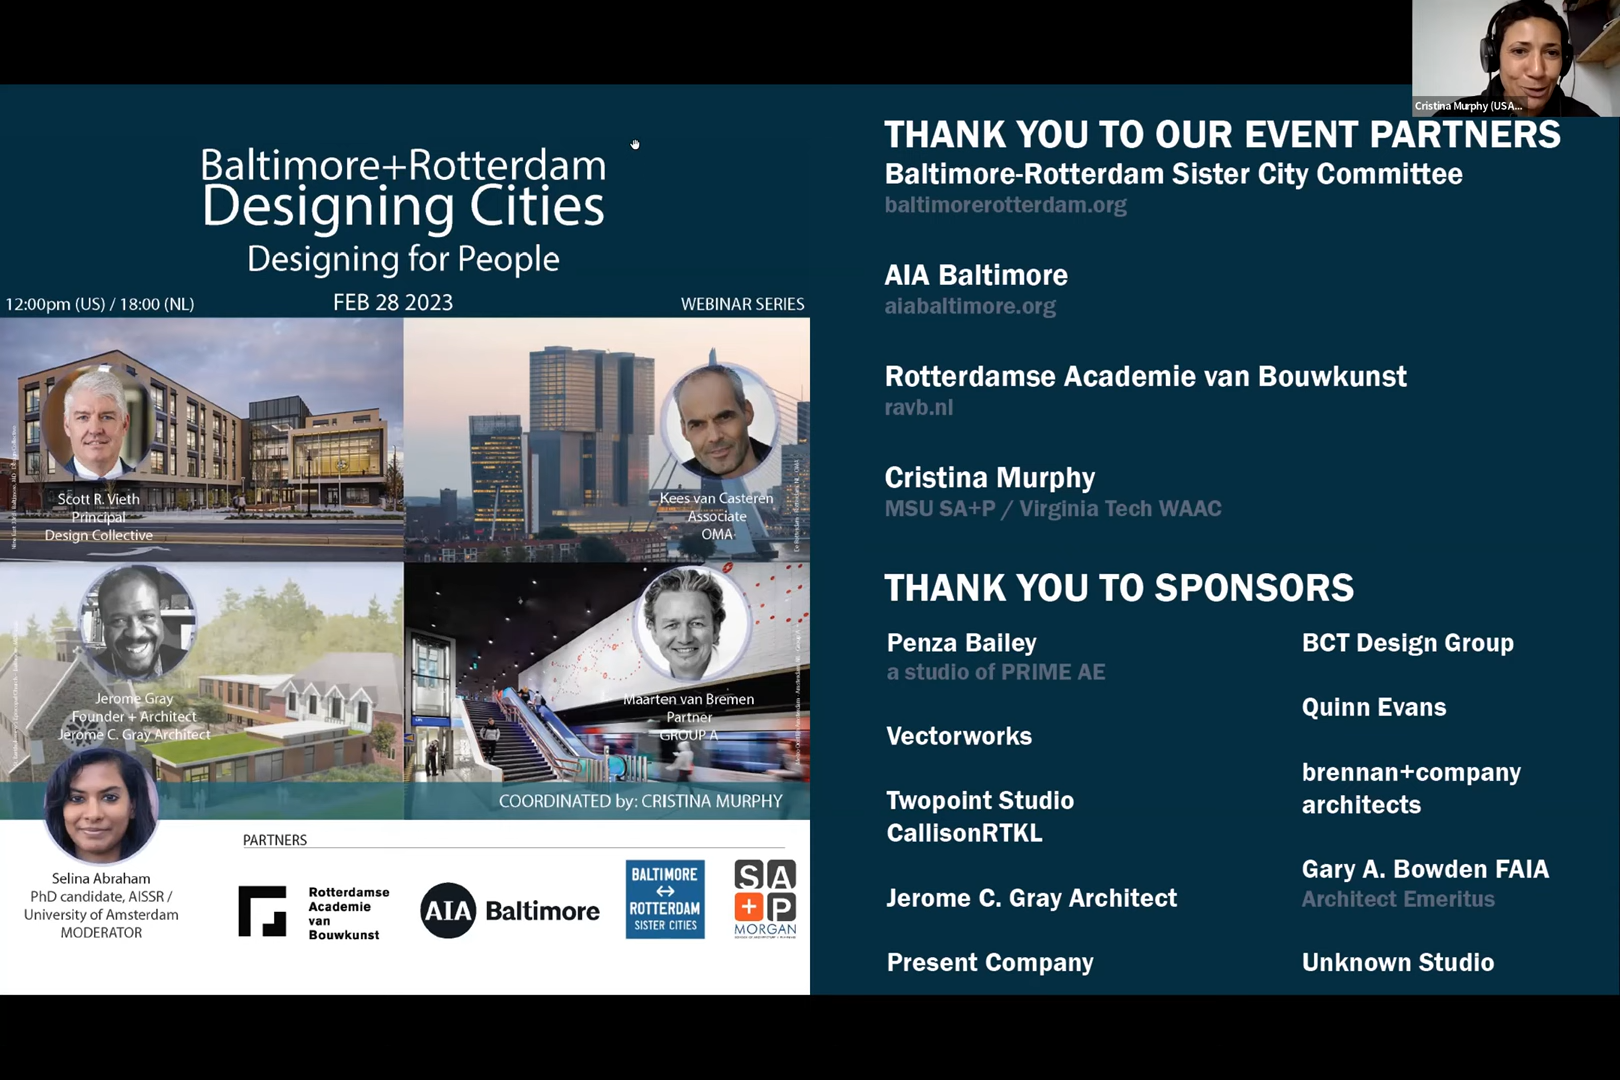 Cristina Murphy (USA...
Baltimore+Rotterdam
Designing Cities
Designing for People
12:00pm (US) / 18:00 (NL)
FEB 28 2023
WEBINAR SERIES
Scott R. Vieth
Principal
Design Collective
Kees van Casteren
Associate
OMA
Jerome Gray
Founder + Architect
Jerome C. Gray Architect
Maarten van Bremen
Partner
GROUP A
COORDINATED by: CRISTINA MURPHY
Selina Abraham
PhD candidate, AISSR /
University of Amsterdam
MODERATOR
PARTNERS
Rotterdamse
Academie
van
Bouwkunst
AIA Baltimore
BALTIMORE
↔
ROTTERDAM
SISTER CITIES
SA
+P
MORGAN
THANK YOU TO OUR EVENT PARTNERS
Baltimore-Rotterdam Sister City Committee
baltimorerotterdam.org
AIA Baltimore
aiabaltimore.org
Rotterdamse Academie van Bouwkunst
ravb.nl
Cristina Murphy
MSU SA+P / Virginia Tech WAAC
THANK YOU TO SPONSORS
Penza Bailey
a studio of PRIME AE
Vectorworks
Twopoint Studio
CallisonRTKL
Jerome C. Gray Architect
Present Company
BCT Design Group
Quinn Evans
brennan+company
architects
Gary A. Bowden FAIA
Architect Emeritus
Unknown Studio